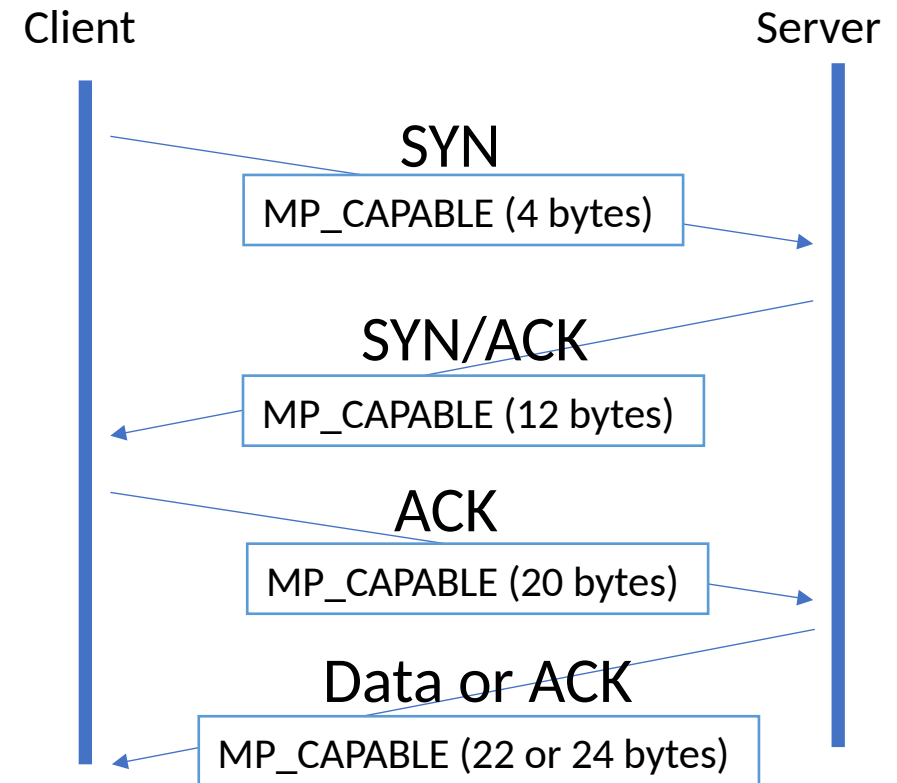 Client
Server
SYN
MP_CAPABLE (4 bytes)
SYN/ACK
MP_CAPABLE (12 bytes)
ACK
MP_CAPABLE (20 bytes)
Data or ACK
MP_CAPABLE (22 or 24 bytes)